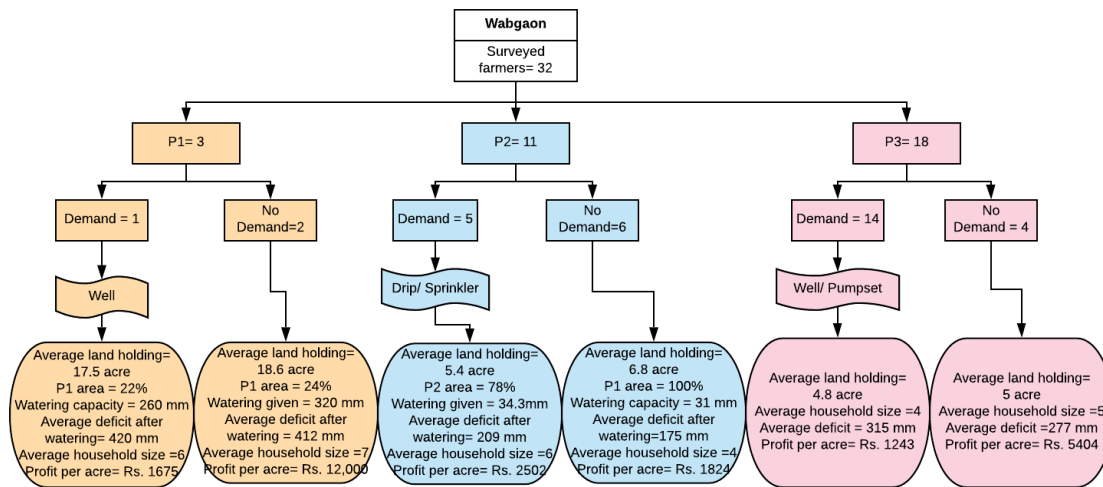 Wabgaon
Surveyed
farmers= 32
P1= 3
P2= 11
P3= 18
Demand = 1
No
Demand=2
Demand = 5
No
Demand=6
Demand = 14
No
Demand = 4
Well
Drip/ Sprinkler
Well/ Pumpset
Average land holding=
17.5 acre
P1 area = 22%
Watering capacity = 260 mm
Average deficit after
watering= 420 mm
Average household size =6
Profit per acre= Rs. 1675
Average land holding=
18.6 acre
P1 area = 24%
Watering given = 320 mm
Average deficit after
watering = 412 mm
Average household size =7
Profit per acre= Rs. 12,000
Average land holding=
5.4 acre
P2 area = 78%
Watering given = 34.3mm
Average deficit after
watering= 209 mm
Average household size =6
Profit per acre= Rs. 2502
Average land holding=
6.8 acre
P1 area = 100%
Watering capacity = 31 mm
Average deficit after
watering=175 mm
Average household size =4
Profit per acre= Rs. 1824
Average land holding=
4.8 acre
Average household size =4
Average deficit = 315 mm
Profit per acre= Rs. 1243
Average land holding=
5 acre
Average household size =5
Average deficit =277 mm
Profit per acre= Rs. 5404